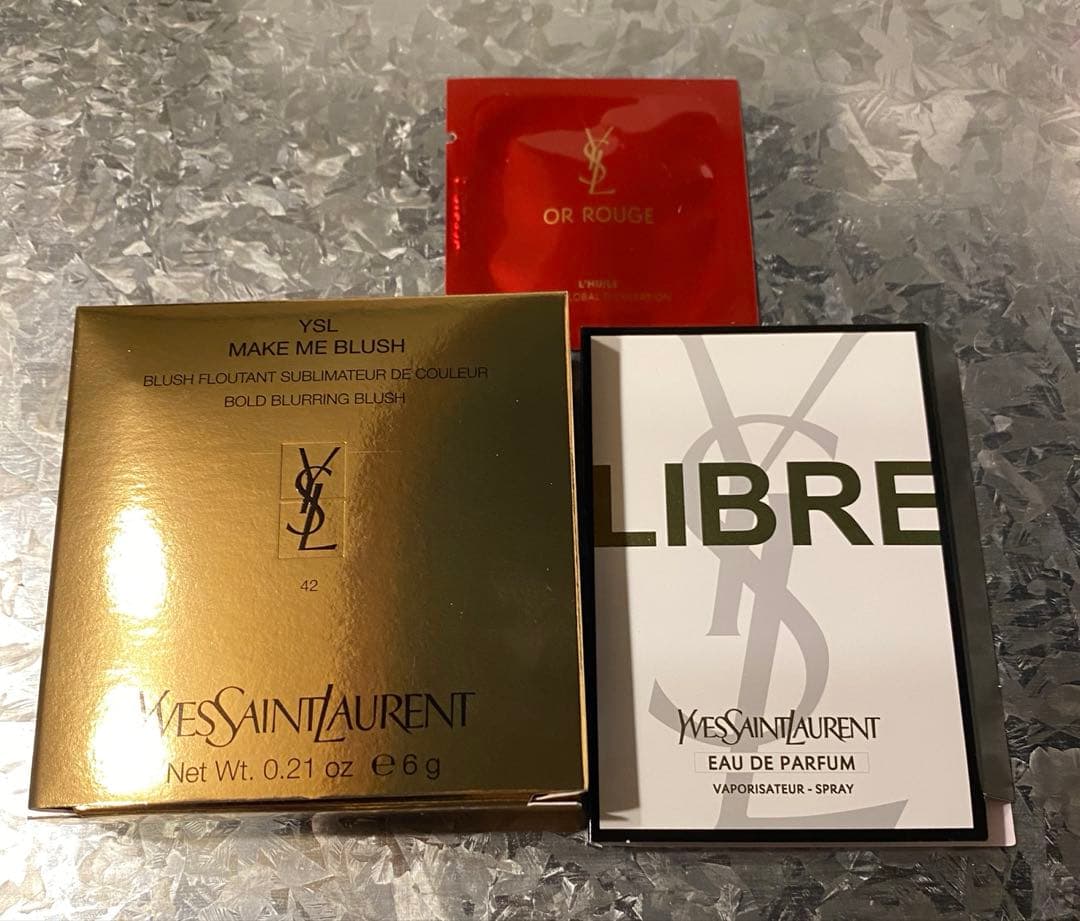 YSL
OR ROUGE
L'HUILE
YSL
MAKE ME BLUSH
BLUSH FLOUTANT SUBLIMATEUR DE COULEUR
BOLD BLURRING BLUSH
YSL
42
YVESSAINTLAURENT
Net Wt. 0.21 oz ℮ 6 g
YSL
LIBRE
YVESSAINTLAURENT
EAU DE PARFUM
VAPORISATEUR - SPRAY